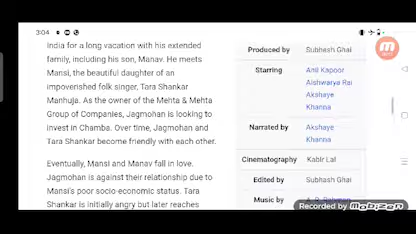 3:04
India for a long vacation with his extended
family, including his son, Manav. He meets
Mansi, the beautiful daughter of an
impoverished folk singer, Tara Shankar
Manhuja. As the owner of the Mehta & Mehta
Group of Companies, Jagmohan is looking to
invest in Chamba. Over time, Jagmohan and
Tara Shankar become friendly with each other.
Eventually, Mansi and Manav fall in love.
Jagmohan is against their relationship due to
Mansi's poor socio-economic status. Tara
Shankar is initially angry but later reaches
Produced by Subhash Ghai
Starring Anil Kapoor
Aishwarya Rai
Akshaye
Khanna
Narrated by Akshaye
Khanna
Cinematography Kabir Lal
Edited by Subhash Ghai
Music by A. R. Rahman
Recorded by Mobizen